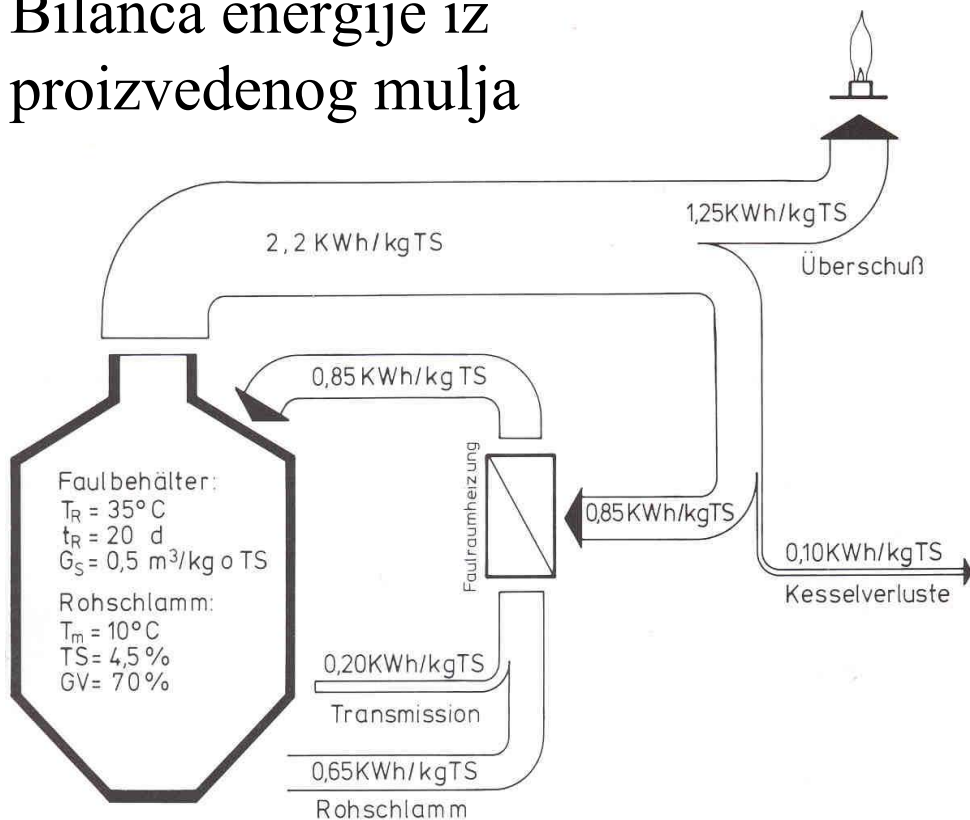 Bilanca energije iz
proizvedenog mulja
1,25KWh/kgTS
2,2 KWh/kgTS
Überschuß
0,85KWh/kg TS
Faulraumheizung
Faulbehälter:
T_R = 35° C
t_R = 20 d
G_S = 0,5 m³/kg o TS
0,85KWh/kgTS
0,10KWh/kgTS
Kesselverluste
Rohschlamm:
T_m = 10° C
TS= 4,5 %
GV= 70%
0,20KWh/kgTS
Transmission
0,65KWh/kgTS
Rohschlamm